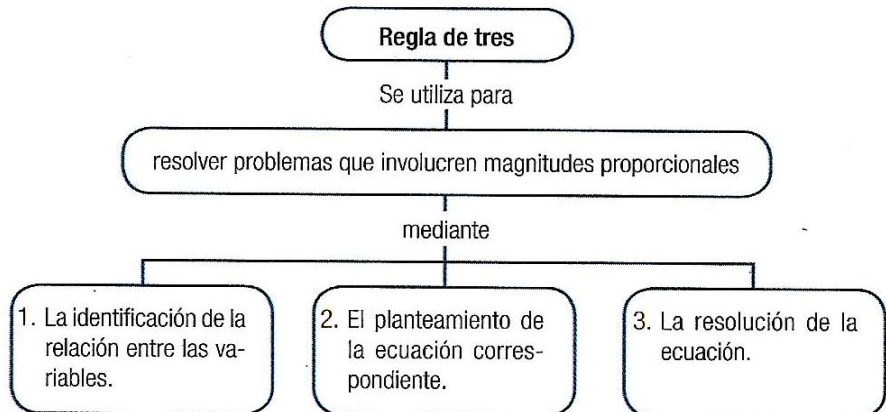 Regla de tres
Se utiliza para
resolver problemas que involucren magnitudes proporcionales
mediante
1. La identificación de la
relación entre las va-
riables.
2. El planteamiento de
la ecuación corres-
pondiente.
3. La resolución de la
ecuación.